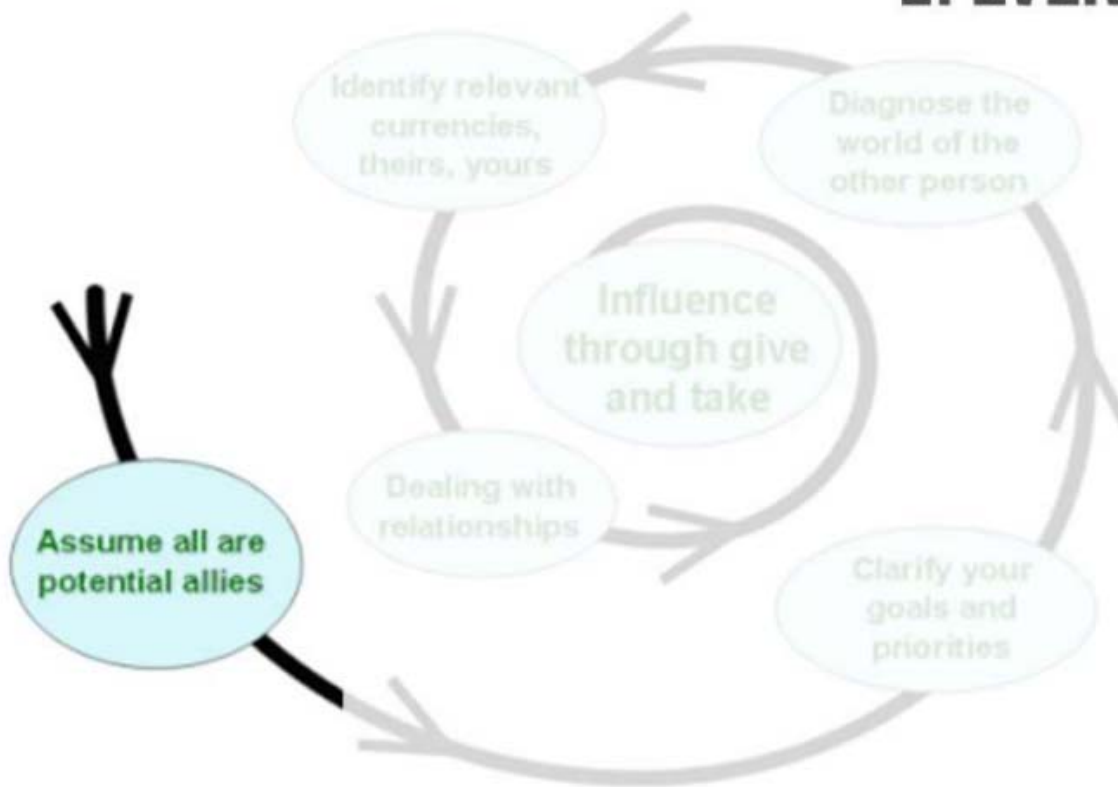 Assume all are
potential allies
Clarify your
goals and
priorities
Diagnose the
world of the
other person
Identify relevant
currencies,
theirs, yours
Dealing with
relationships
Influence
through give
and take